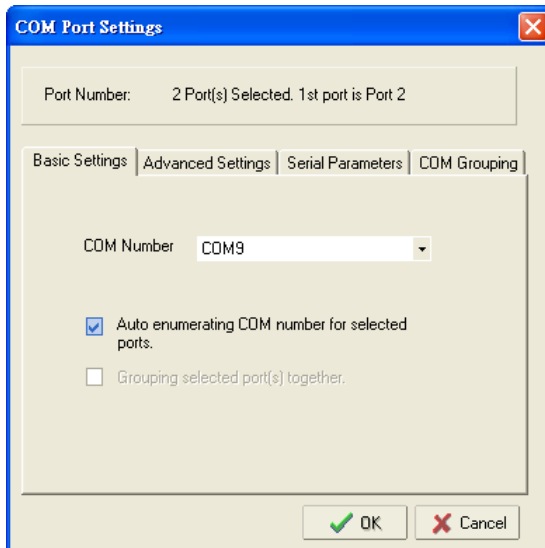 COM Port Settings
Port Number: 2 Port(s) Selected. 1st port is Port 2
Basic Settings Advanced Settings Serial Parameters COM Grouping
COM Number COM9
Auto enumerating COM number for selected
ports.
Grouping selected port(s) together.
OK Cancel